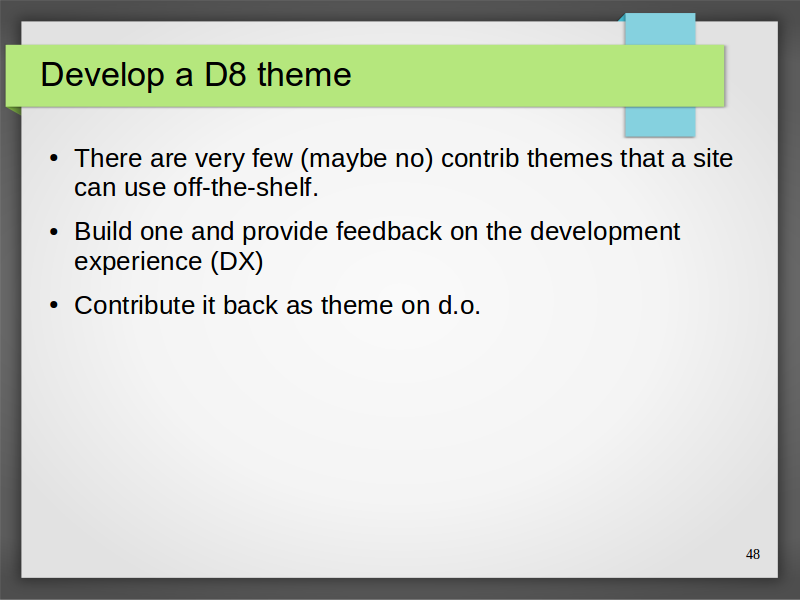 Develop a D8 theme
• There are very few (maybe no) contrib themes that a site
can use off-the-shelf.
• Build one and provide feedback on the development
experience (DX)
• Contribute it back as theme on d.o.
48